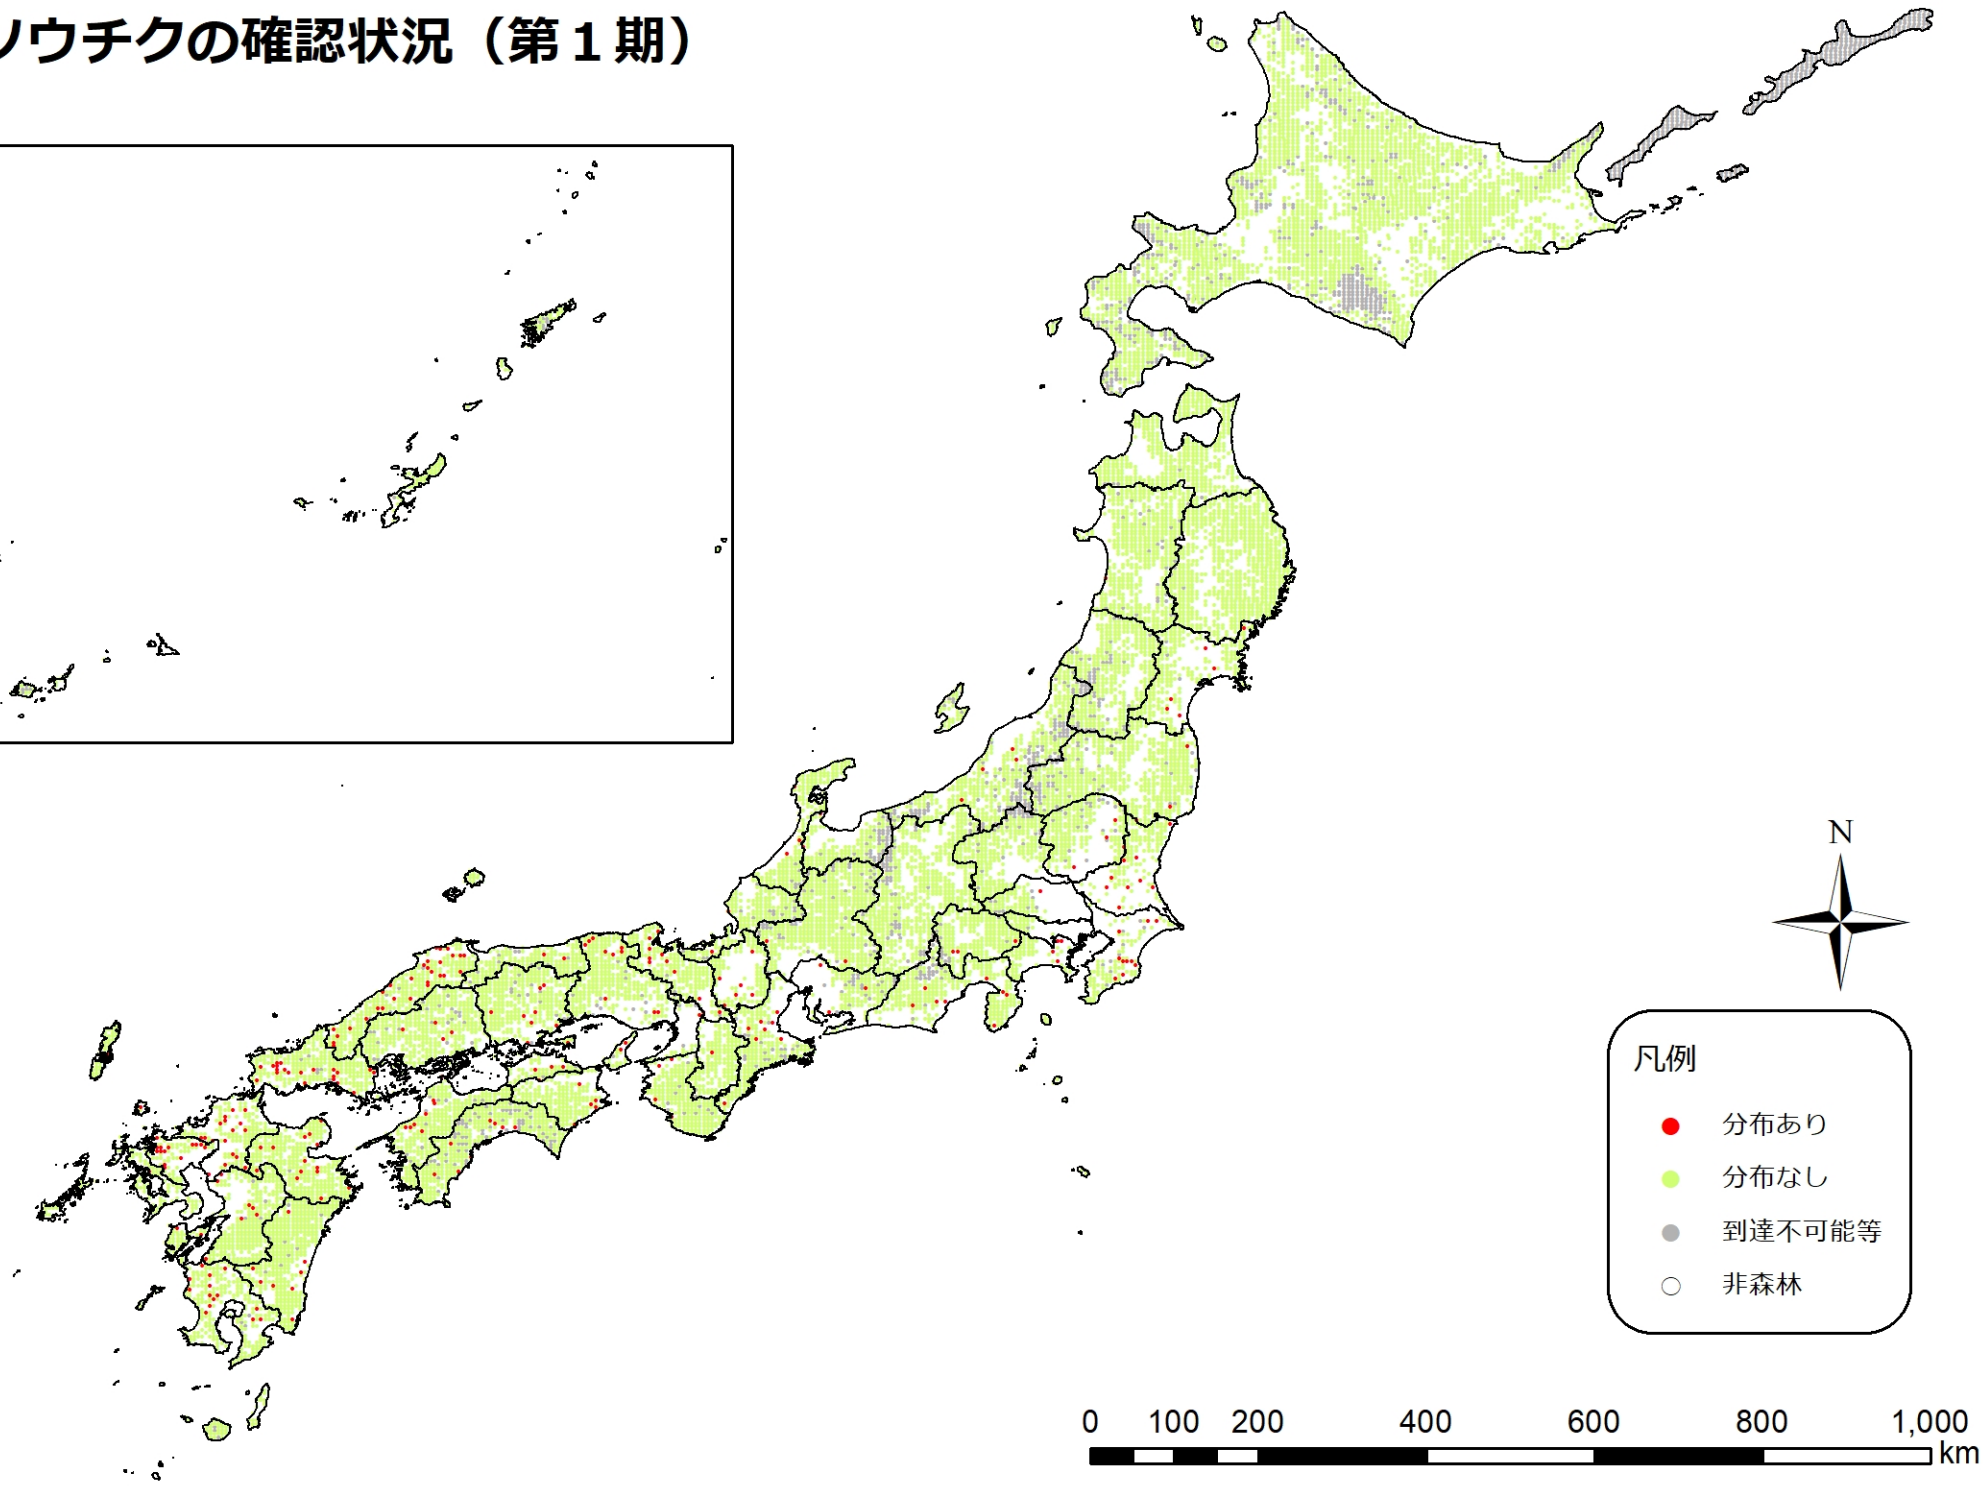 ソウチクの確認状況（第１期）
N
凡例
分布あり
分布なし
到達不可能等
非森林
0 100 200 400 600 800 1,000
km